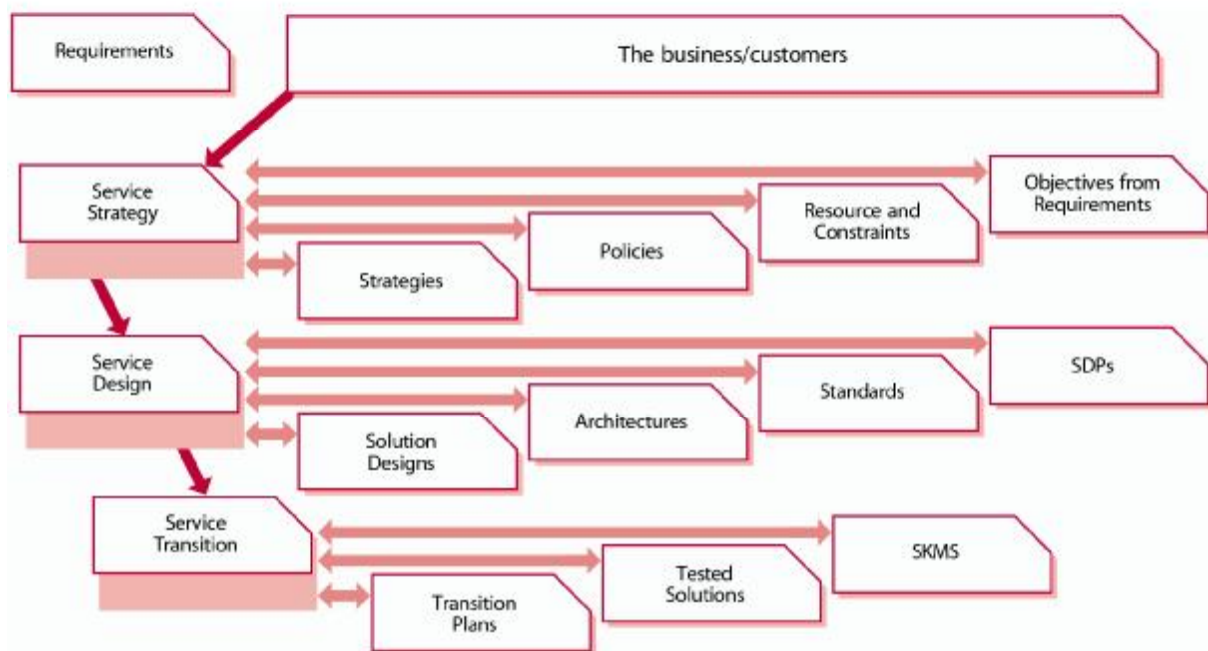 Requirements
The business/customers
Service
Strategy
Objectives from
Requirements
Resource and
Constraints
Policies
Strategies
Service
Design
SDPs
Standards
Architectures
Solution
Designs
Service
Transition
SKMS
Tested
Solutions
Transition
Plans